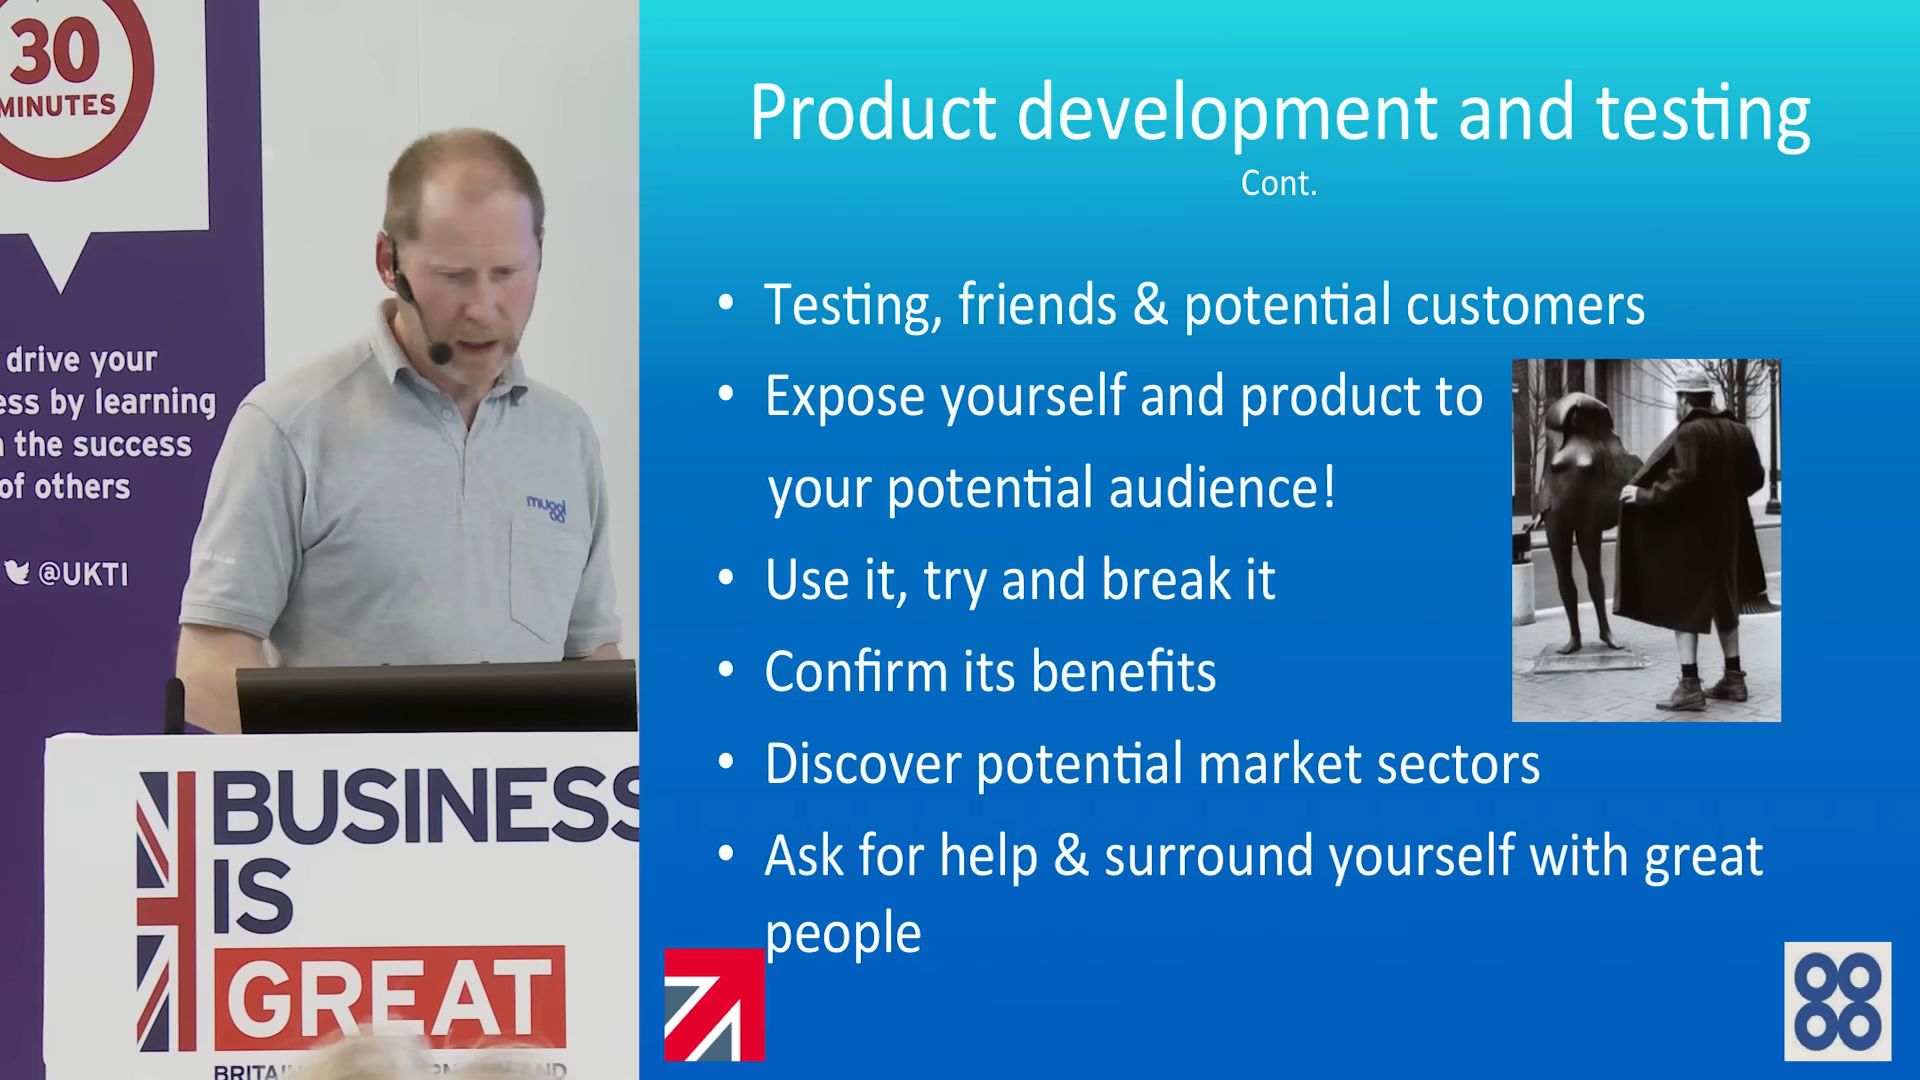 30
MINUTES
drive your
ess by learning
the success
of others
@UKTI
muggi
BUSINESS
IS
GREAT
Product development and testing
Cont.
• Testing, friends & potential customers
• Expose yourself and product to
your potential audience!
• Use it, try and break it
• Confirm its benefits
• Discover potential market sectors
• Ask for help & surround yourself with great
people